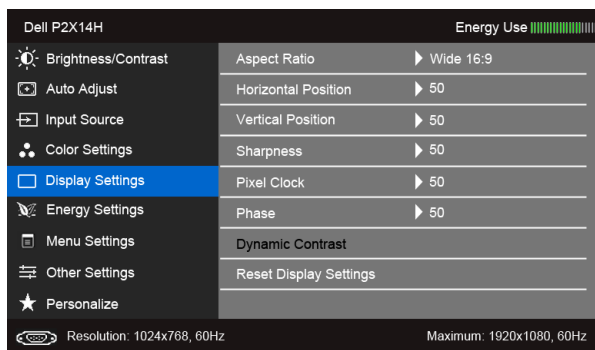 Dell P2X14H Energy Use
Brightness/Contrast Aspect Ratio Wide 16:9
Auto Adjust Horizontal Position 50
Input Source Vertical Position 50
Color Settings Sharpness 50
Display Settings Pixel Clock 50
Energy Settings Phase 50
Menu Settings Dynamic Contrast
Other Settings Reset Display Settings
Personalize
Resolution: 1024x768, 60Hz Maximum: 1920x1080, 60Hz